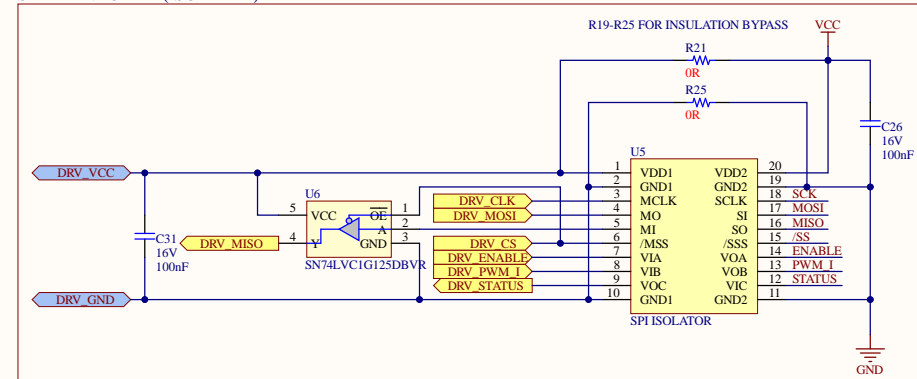 R19-R25 FOR INSULATION BYPASS
VCC
R21
0R
R25
0R
C26
16V
100nF
DRV_VCC
U6
5 VCC OE 1
A 2
4 Y GND 3
SN74LVC1G125DBVR
DRV_MISO
C31
16V
100nF
DRV_GND
DRV_CLK
DRV_MOSI
DRV_CS
DRV_ENABLE
DRV_PWM_I
DRV_STATUS
U5
1 VDD1 VDD2 20
2 GND1 GND2 19
3 MCLK SCLK 18 SCK
4 MO SI 17 MOSI
5 MI SO 16 MISO
6 /MSS /SSS 15 /SS
7 VIA VOA 14 ENABLE
8 VIB VOB 13 PWM_I
9 VOC VIC 12 STATUS
10 GND1 GND2 11
SPI ISOLATOR
GND